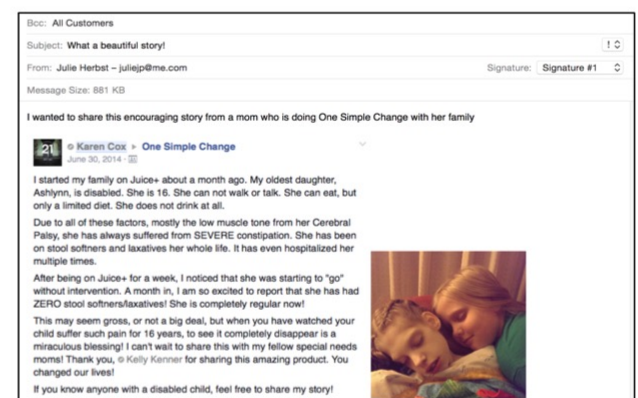 Bcc: All Customers
Subject: What a beautiful story!
!
From: Julie Herbst – juliejp@me.com
Signature: Signature #1
Message Size: 881 KB
I wanted to share this encouraging story from a mom who is doing One Simple Change with her family
21
Karen Cox ▸ One Simple Change
June 30, 2014 ·
I started my family on Juice+ about a month ago. My oldest daughter,
Ashlynn, is disabled. She is 16. She can not walk or talk. She can eat, but
only a limited diet. She does not drink at all.
Due to all of these factors, mostly the low muscle tone from her Cerebral
Palsy, she has always suffered from SEVERE constipation. She has been
on stool softners and laxatives her whole life. It has even hospitalized her
multiple times.
After being on Juice+ for a week, I noticed that she was starting to "go"
without intervention. A month in, I am so excited to report that she has had
ZERO stool softners/laxatives! She is completely regular now!
This may seem gross, or not a big deal, but when you have watched your
child suffer such pain for 16 years, to see it completely disappear is a
miraculous blessing! I can't wait to share this with my fellow special needs
moms! Thank you, Kelly Kenner for sharing this amazing product. You
changed our lives!
If you know anyone with a disabled child, feel free to share my story!